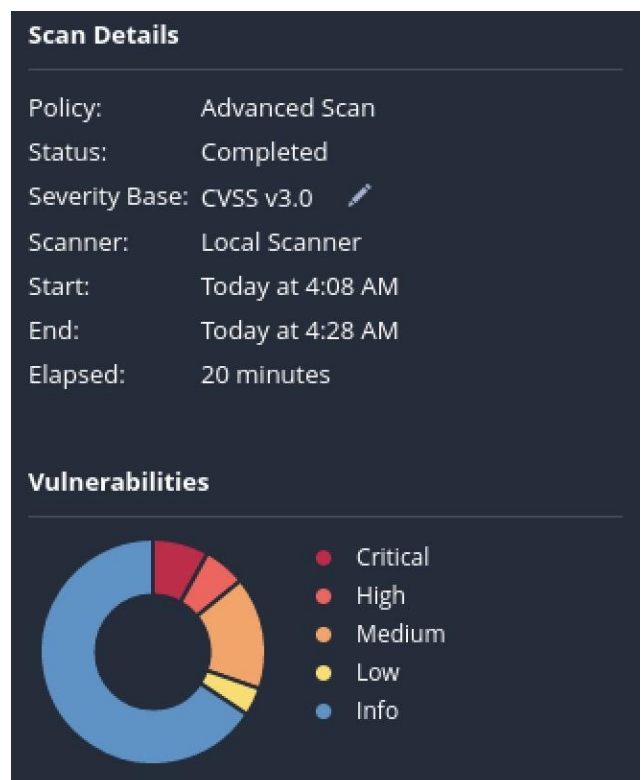 Scan Details
Policy: Advanced Scan
Status: Completed
Severity Base: CVSS v3.0
Scanner: Local Scanner
Start: Today at 4:08 AM
End: Today at 4:28 AM
Elapsed: 20 minutes
Vulnerabilities
Critical
High
Medium
Low
Info